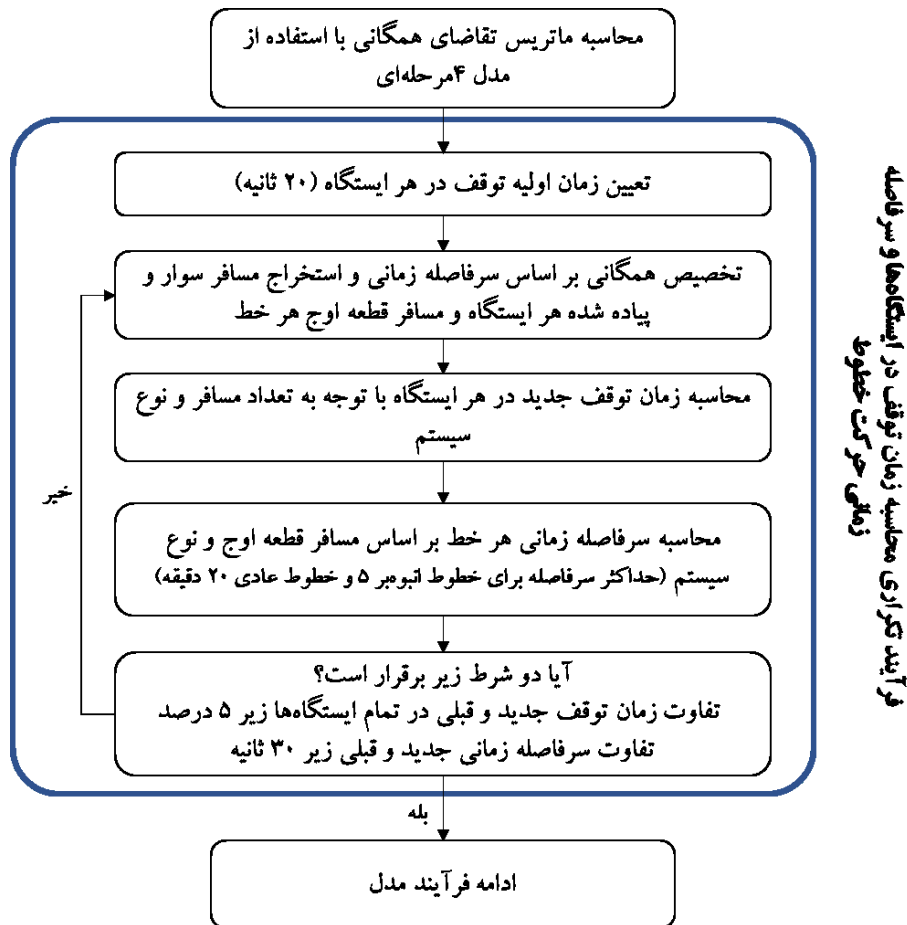 محاسبه ماتریس تقاضای همگانی با استفاده از
مدل ۴مرحله‌ای
تعیین زمان اولیه توقف در هر ایستگاه (۲۰ ثانیه)
تخصیص همگانی بر اساس سرفاصله زمانی و استخراج مسافر سوار و
پیاده شده هر ایستگاه و مسافر قطعه اوج هر خط
محاسبه زمان توقف جدید در هر ایستگاه با توجه به تعداد مسافر و نوع
سیستم
محاسبه سرفاصله زمانی هر خط بر اساس مسافر قطعه اوج و نوع
سیستم (حداکثر سرفاصله برای خطوط انبوه‌بر ۵ و خطوط عادی ۲۰ دقیقه)
آیا دو شرط زیر برقرار است؟
تفاوت زمان توقف جدید و قبلی در تمام ایستگاه‌ها زیر ۵ درصد
تفاوت سرفاصله زمانی جدید و قبلی زیر ۳۰ ثانیه
خیر
بله
ادامه فرآیند مدل
فرآیند تکراری محاسبه زمان توقف در ایستگاه‌ها و سرفاصله
زمانی حرکت خطوط